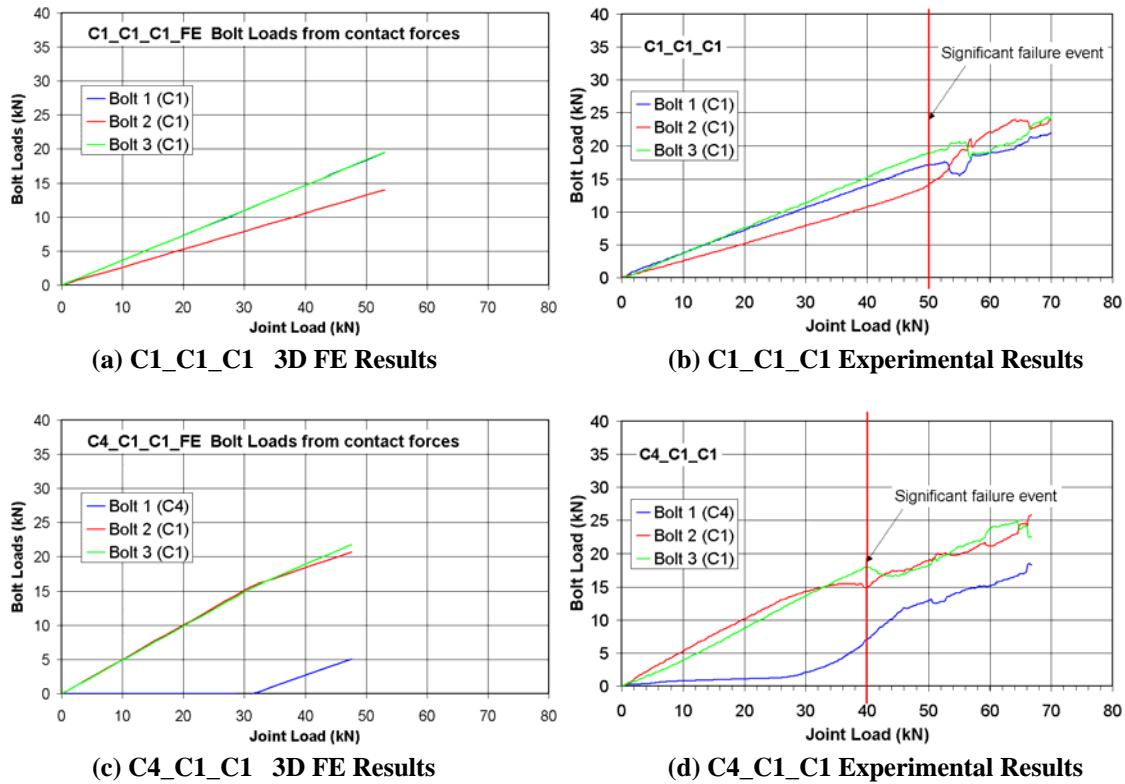 C1_C1_C1_FE Bolt Loads from contact forces
Bolt Loads (kN)
40
35
30
25
20
15
10
5
0
Bolt 1 (C1)
Bolt 2 (C1)
Bolt 3 (C1)
0 10 20 30 40 50 60 70 80
Joint Load (kN)
(a) C1_C1_C1 3D FE Results
C1_C1_C1
Significant failure event
Bolt Load (kN)
40
35
30
25
20
15
10
5
0
Bolt 1 (C1)
Bolt 2 (C1)
Bolt 3 (C1)
0 10 20 30 40 50 60 70 80
Joint Load (kN)
(b) C1_C1_C1 Experimental Results
C4_C1_C1_FE Bolt Loads from contact forces
Bolt Loads (kN)
40
35
30
25
20
15
10
5
0
Bolt 1 (C4)
Bolt 2 (C1)
Bolt 3 (C1)
0 10 20 30 40 50 60 70 80
Joint Load (kN)
(c) C4_C1_C1 3D FE Results
C4_C1_C1
Significant failure event
Bolt Load (kN)
40
35
30
25
20
15
10
5
0
Bolt 1 (C4)
Bolt 2 (C1)
Bolt 3 (C1)
0 10 20 30 40 50 60 70 80
Joint Load (kN)
(d) C4_C1_C1 Experimental Results